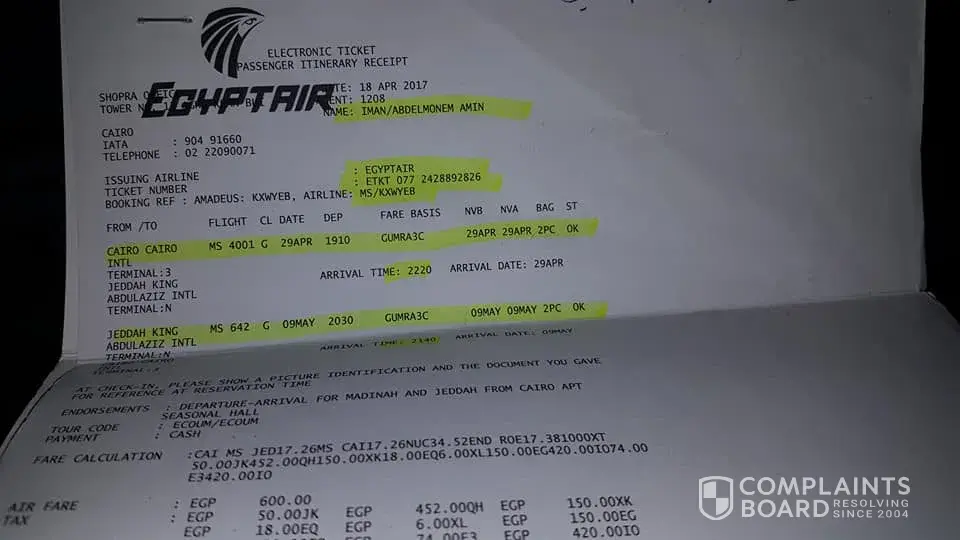 ELECTRONIC TICKET
PASSENGER ITINERARY RECEIPT
EGYPTAIR
SHOPRA
TOWER
DATE: 18 APR 2017
1208
NAME: IMAN/ABDELMONEM AMIN
CAIRO
IATA : 904 91660
TELEPHONE : 02 22090071
ISSUING AIRLINE : EGYPTAIR
TICKET NUMBER : ETKT 077 2428892826
BOOKING REF : AMADEUS: KXWYEB, AIRLINE: MS/KXWYEB
FROM /TO FLIGHT CL DATE DEP FARE BASIS NVB NVA BAG ST
CAIRO CAIRO MS 4001 G 29APR 1910 GUMRA3C 29APR 29APR 2PC OK
INTL
TERMINAL:3 ARRIVAL TIME: 2220 ARRIVAL DATE: 29APR
JEDDAH KING
ABDULAZIZ INTL
TERMINAL:N
JEDDAH KING MS 642 G 09MAY 2030 GUMRA3C 09MAY 09MAY 2PC OK
ABDULAZIZ INTL
TERMINAL:N ARRIVAL TIME: 2140 ARRIVAL DATE: 09MAY
AT CHECK-IN, PLEASE SHOW A PICTURE IDENTIFICATION AND THE DOCUMENT YOU GAVE
FOR REFERENCE AT RESERVATION TIME
ENDORSEMENTS : DEPARTURE-ARRIVAL FOR MADINAH AND JEDDAH FROM CAIRO APT
SEASONAL HALL
TOUR CODE : ECOUM/ECOUM
PAYMENT : CASH
FARE CALCULATION :CAI MS JED17.26MS CAI17.26NUC34.52END ROE17.381000XT
50.00JK452.00QH150.00XK18.00EQ6.00XL150.00EG420.00IO74.00
E3420.00IO
AIR FARE : EGP 600.00
TAX : EGP 50.00JK EGP 452.00QH EGP 150.00XK
EGP 18.00EQ EGP 6.00XL EGP 150.00EG
74.00E3 EGP 420.00IO
COMPLAINTS
BOARD RESOLVING
SINCE 2004